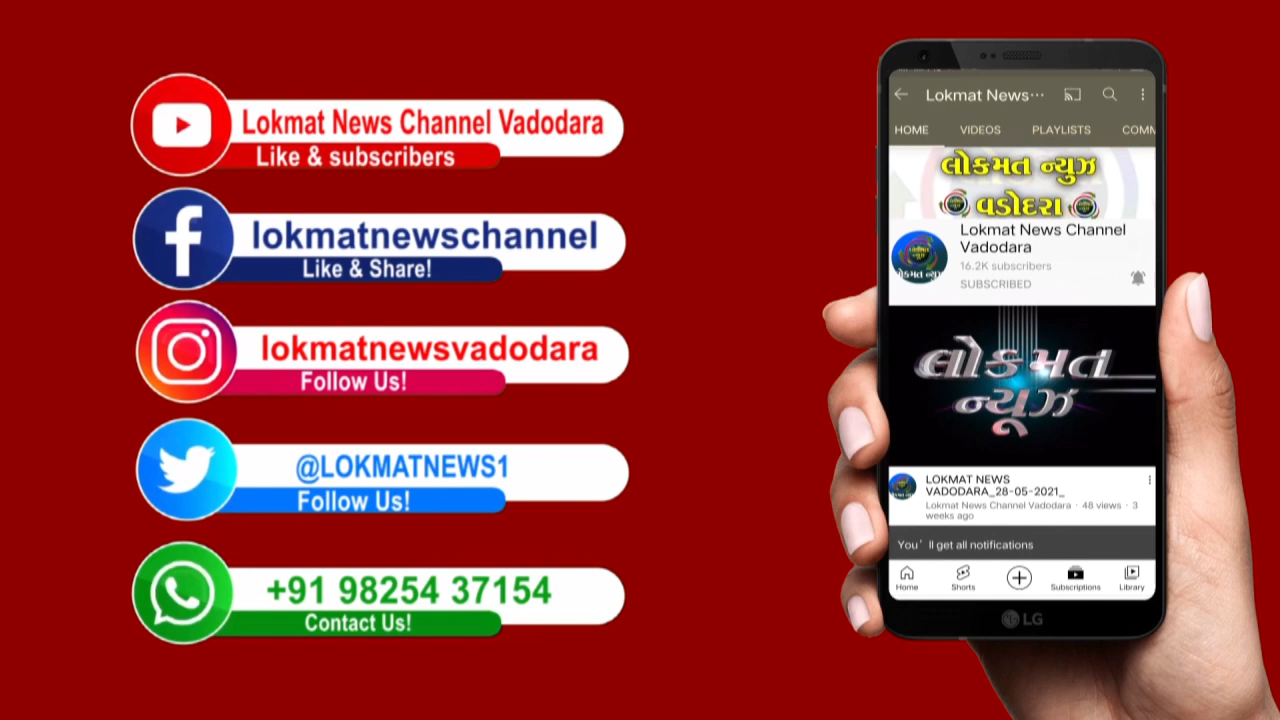 Lokmat News Channel Vadodara
Like & subscribers
lokmatnewschannel
Like & Share!
lokmatnewsvadodara
Follow Us!
@LOKMATNEWS1
Follow Us!
+91 98254 37154
Contact Us!
Lokmat News...
HOME VIDEOS PLAYLISTS COMM
લોકમત ન્યુઝ
વડોદરા
Lokmat News Channel
Vadodara
16.2K subscribers
SUBSCRIBED
લોકમત ન્યુઝ
લોકમત
ન્યૂઝ
LOKMAT NEWS
VADODARA_28-05-2021_
Lokmat News Channel Vadodara · 48 views · 3
weeks ago
You'll get all notifications
Home Shorts Subscriptions Library
LG